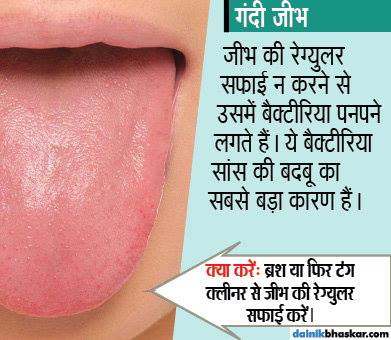 गंदी जीभ
जीभ की रेग्युलर
सफाई न करने से
उसमें बैक्टीरिया पनपने
लगते हैं। ये बैक्टीरिया
सांस की बदबू का
सबसे बड़ा कारण हैं।
क्या करेंः ब्रश या फिर टंग
क्लीनर से जीभ की रेग्युलर
सफाई करें।
dainikbhaskar.com